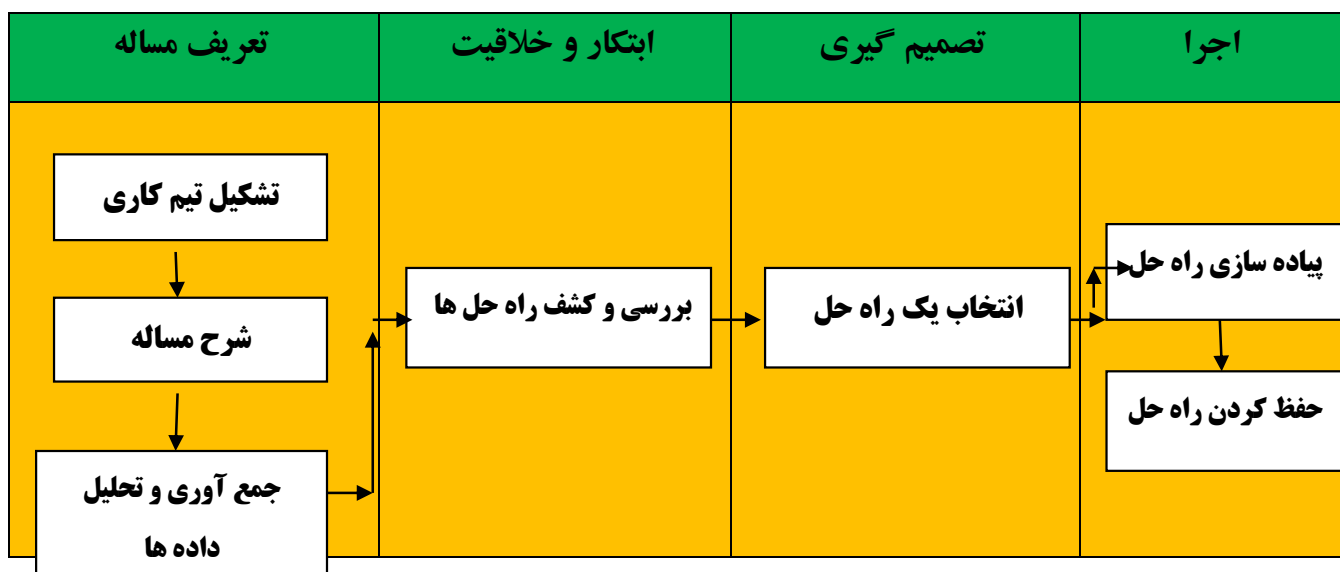 تعریف مساله
ابتکار و خلاقیت
تصمیم گیری
اجرا
تشکیل تیم کاری
شرح مساله
جمع آوری و تحلیل
داده ها
بررسی و کشف راه حل ها
انتخاب یک راه حل
پیاده سازی راه حل
حفظ کردن راه حل